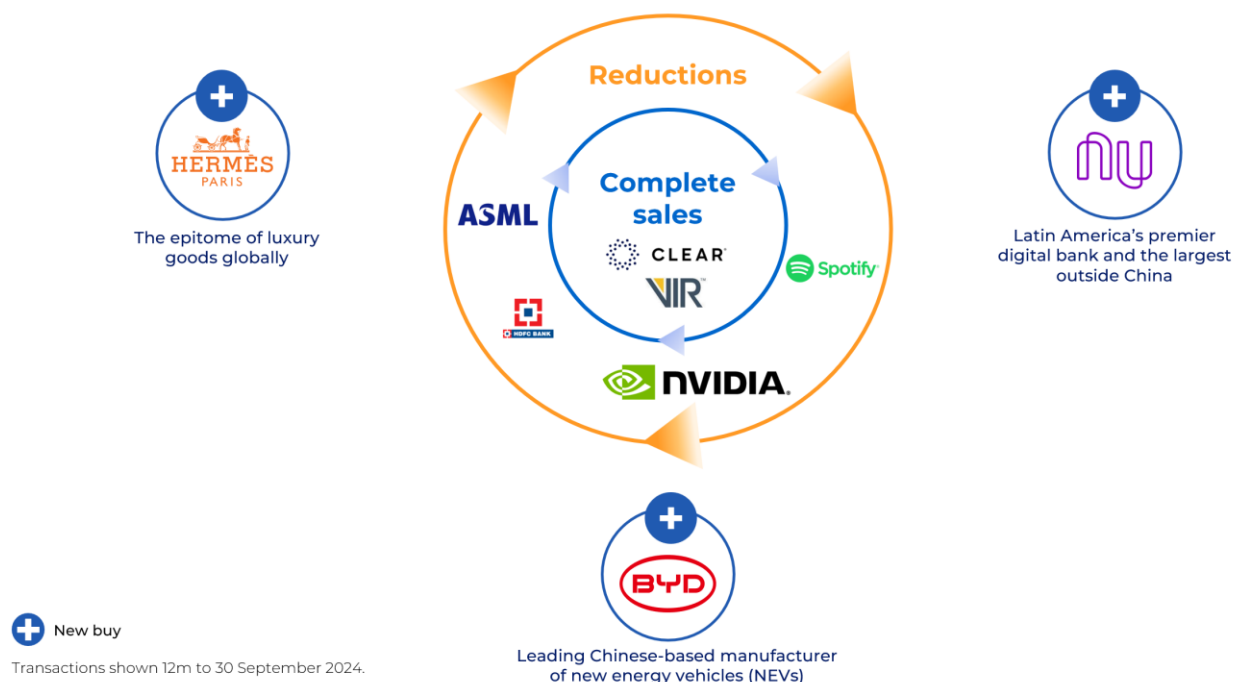 Reductions
Complete
sales
HERMÈS
PARIS
The epitome of luxury
goods globally
ASML
CLEAR
VIR™
Spotify
HDFC BANK
NVIDIA.
nu
Latin America's premier
digital bank and the largest
outside China
BYD
Leading Chinese-based manufacturer
of new energy vehicles (NEVs)
New buy
Transactions shown 12m to 30 September 2024.